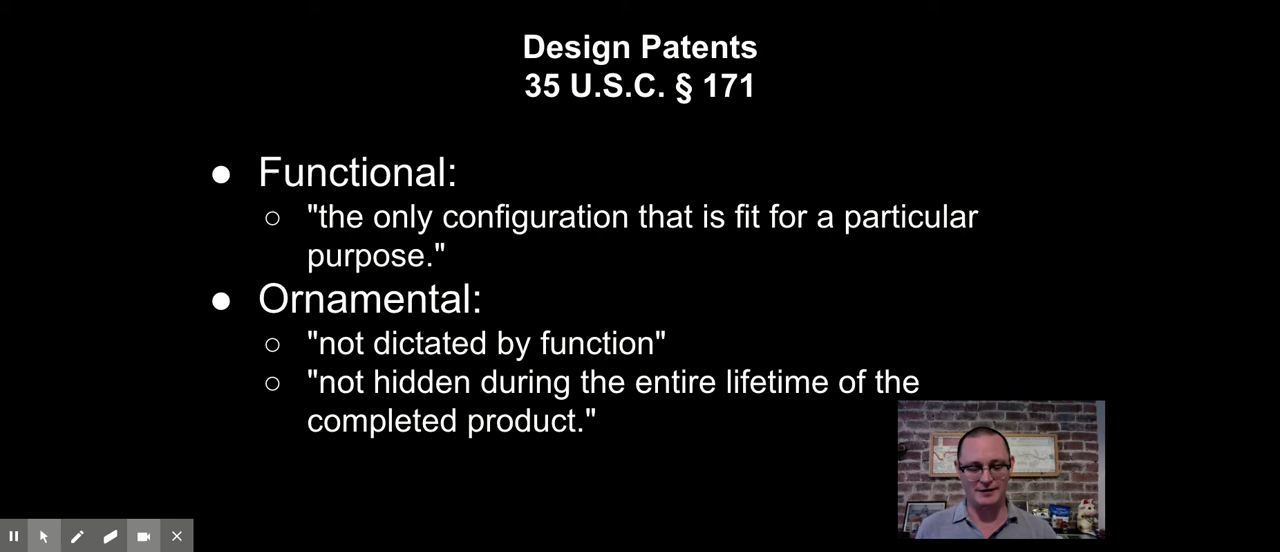 Design Patents
35 U.S.C. § 171
● Functional:
○ "the only configuration that is fit for a particular
purpose."
● Ornamental:
○ "not dictated by function"
○ "not hidden during the entire lifetime of the
completed product."